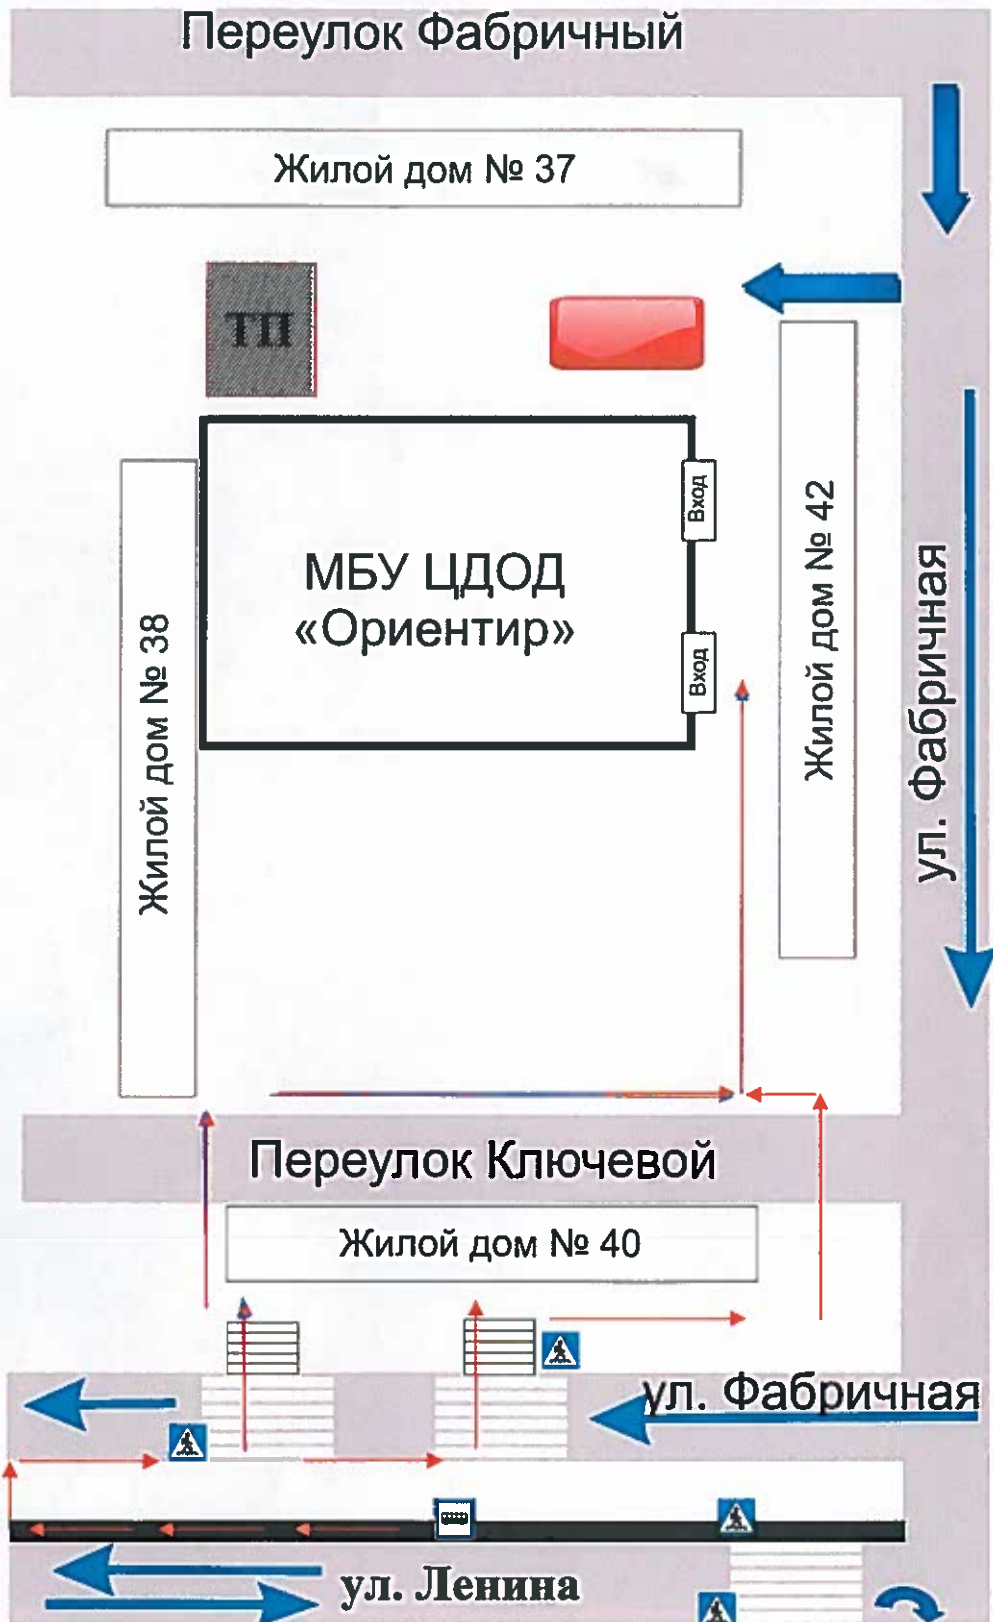 Переулок Фабричный
Жилой дом № 37
ТП
Вход
МБУ ЦДОД
«Ориентир»
Вход
Жилой дом № 38
Жилой дом № 42
ул. Фабричная
Переулок Ключевой
Жилой дом № 40
ул. Фабричная
ул. Ленина